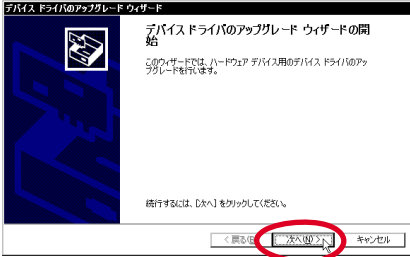 デバイス ドライバのアップグレード ウィザード
デバイス ドライバのアップグレード ウィザードの開
始
このウィザードでは、ハードウェア デバイス用のデバイス ドライバのアッ
プグレードを行います。
続行するには、[次へ] をクリックしてください。
< 戻る(B)
次へ(N) >
キャンセル